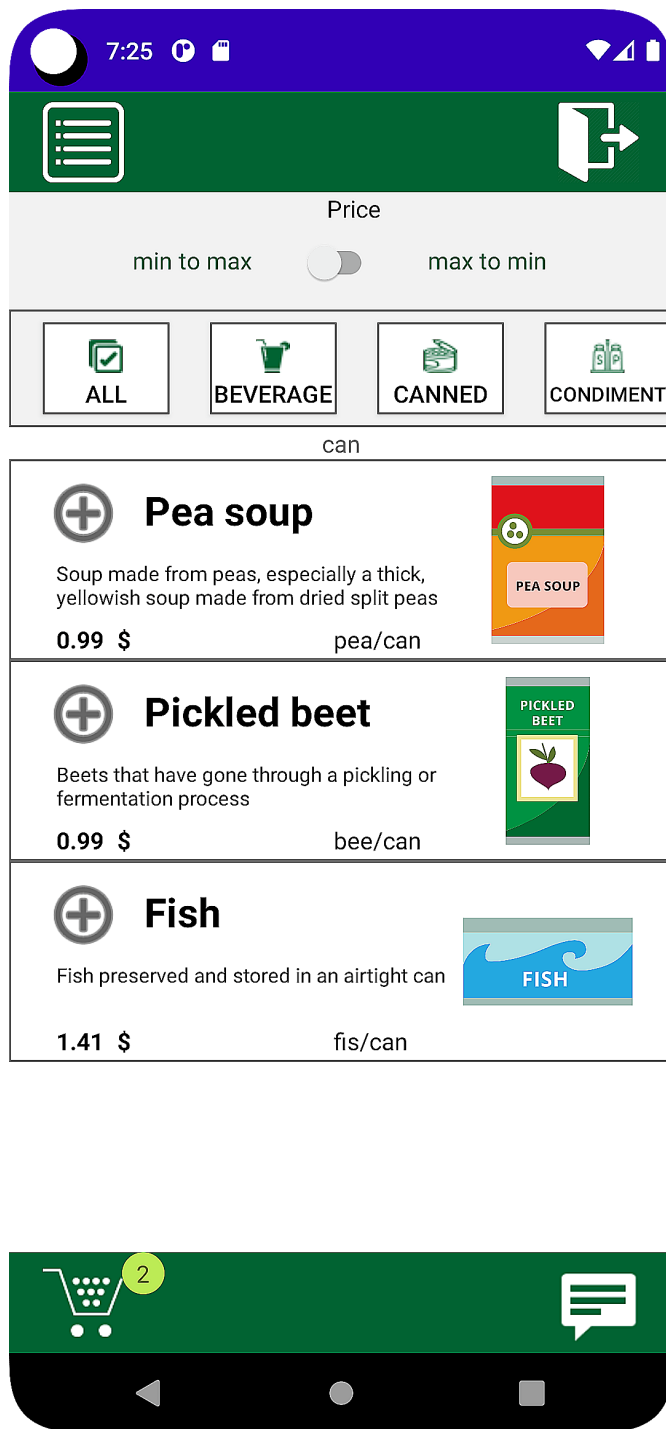 7:25
Price
min to max
max to min
ALL
BEVERAGE
CANNED
S P
CONDIMENT
can
Pea soup
Soup made from peas, especially a thick,
yellowish soup made from dried split peas
0.99 $
pea/can
PEA SOUP
Pickled beet
Beets that have gone through a pickling or
fermentation process
0.99 $
bee/can
PICKLED
BEET
Fish
Fish preserved and stored in an airtight can
1.41 $
fis/can
FISH
2